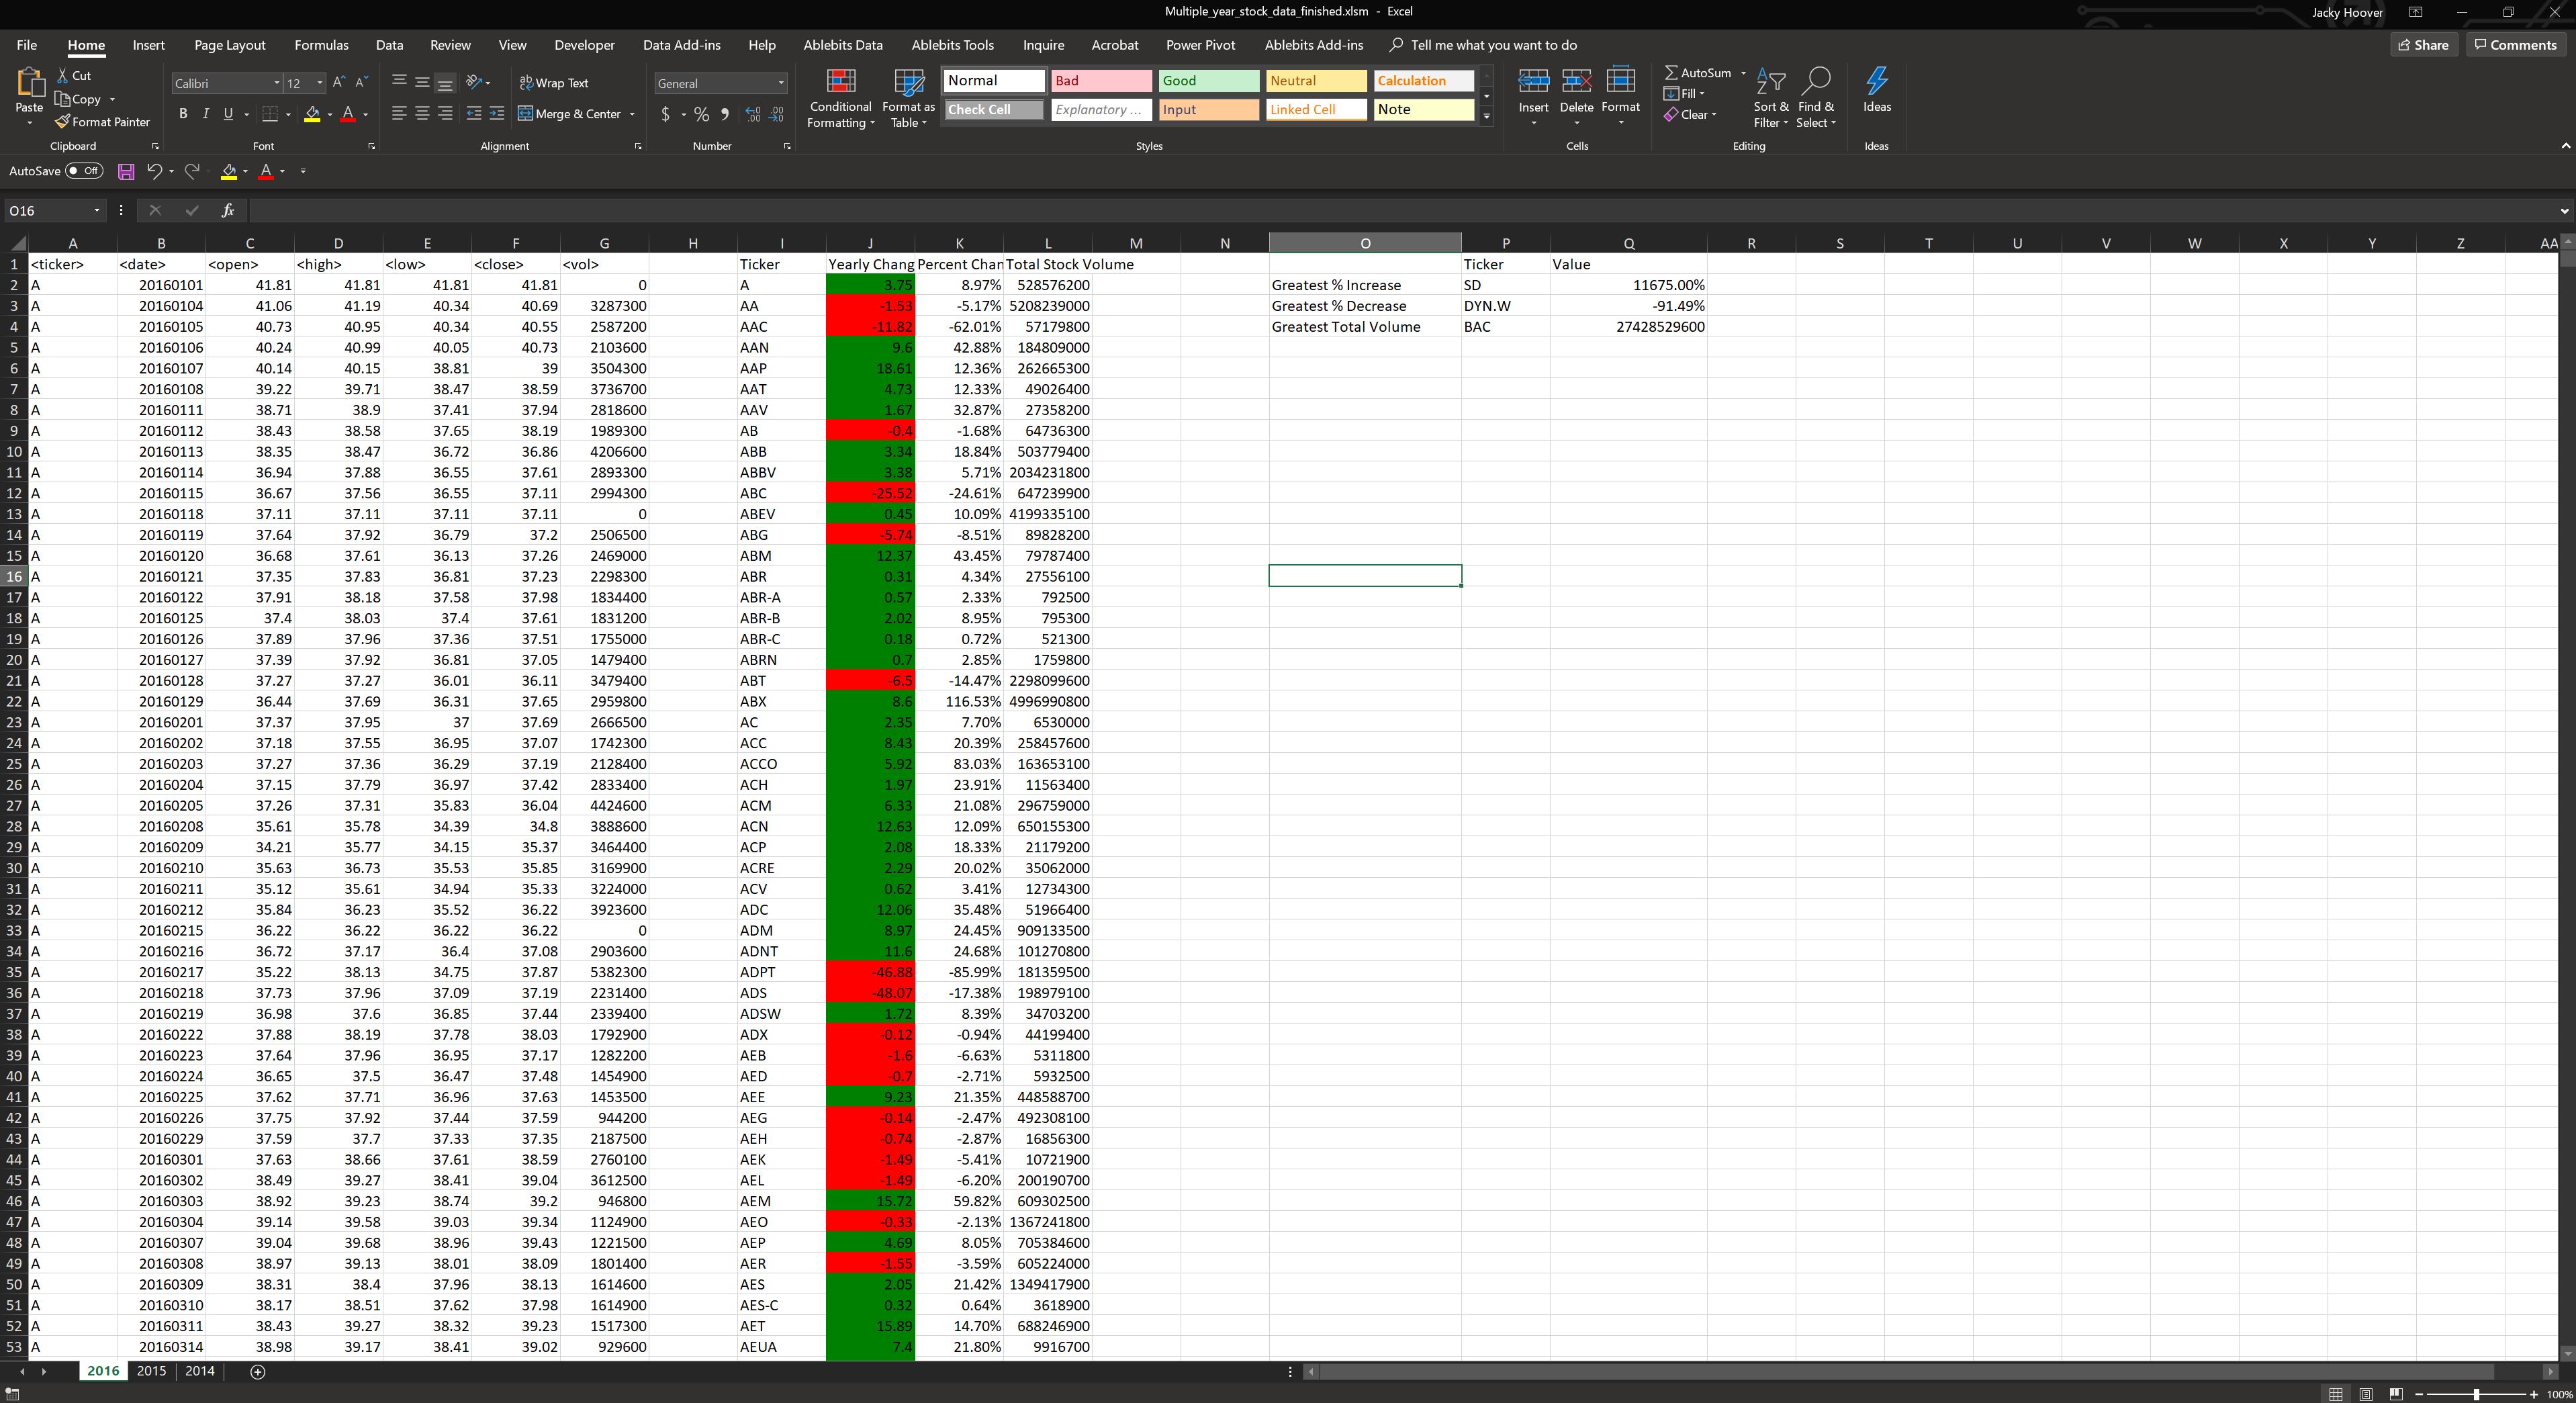 Multiple_year_stock_data_finished.xlsm - Excel
Jacky Hoover
File Home Insert Page Layout Formulas Data Review View Developer Data Add-ins Help Ablebits Data Ablebits Tools Inquire Acrobat Power Pivot Ablebits Add-ins Tell me what you want to do Share Comments
Paste Cut Copy Format Painter Clipboard
Calibri 12 B I U A A Font
Wrap Text Merge & Center Alignment
General $ % Number
Conditional Formatting Format as Table
Normal Bad Good Neutral Calculation
Check Cell Explanatory ... Input Linked Cell Note
Styles
Insert Delete Format Cells
AutoSum Fill Clear Sort & Filter Find & Select Editing
Ideas Ideas
AutoSave Off
O16 fx
A B C D E F G H I J K L M N O P Q R S T U V W X Y Z AA
1 <ticker> <date> <open> <high> <low> <close> <vol> Ticker Yearly Chang Percent Chan Total Stock Volume Ticker Value
2 A 20160101 41.81 41.81 41.81 41.81 0 A 3.75 8.97% 528576200 Greatest % Increase SD 11675.00%
3 A 20160104 41.06 41.19 40.34 40.69 3287300 AA -1.53 -5.17% 5208239000 Greatest % Decrease DYN.W -91.49%
4 A 20160105 40.73 40.95 40.34 40.55 2587200 AAC -11.82 -62.01% 57179800 Greatest Total Volume BAC 27428529600
5 A 20160106 40.24 40.99 40.05 40.73 2103600 AAN 9.6 42.88% 184809000
6 A 20160107 40.14 40.15 38.81 39 3504300 AAP 18.61 12.36% 262665300
7 A 20160108 39.22 39.71 38.47 38.59 3736700 AAT 4.73 12.33% 49026400
8 A 20160111 38.71 38.9 37.41 37.94 2818600 AAV 1.67 32.87% 27358200
9 A 20160112 38.43 38.58 37.65 38.19 1989300 AB -0.4 -1.68% 64736300
10 A 20160113 38.35 38.47 36.72 36.86 4206600 ABB 3.34 18.84% 503779400
11 A 20160114 36.94 37.88 36.55 37.61 2893300 ABBV 3.38 5.71% 2034231800
12 A 20160115 36.67 37.56 36.55 37.11 2994300 ABC -25.52 -24.61% 647239900
13 A 20160118 37.11 37.11 37.11 37.11 0 ABEV 0.45 10.09% 4199335100
14 A 20160119 37.64 37.92 36.79 37.2 2506500 ABG -5.74 -8.51% 89828200
15 A 20160120 36.68 37.61 36.13 37.26 2469000 ABM 12.37 43.45% 79787400
16 A 20160121 37.35 37.83 36.81 37.23 2298300 ABR 0.31 4.34% 27556100
17 A 20160122 37.91 38.18 37.58 37.98 1834400 ABR-A 0.57 2.33% 792500
18 A 20160125 37.4 38.03 37.4 37.61 1831200 ABR-B 2.02 8.95% 795300
19 A 20160126 37.89 37.96 37.36 37.51 1755000 ABR-C 0.18 0.72% 521300
20 A 20160127 37.39 37.92 36.81 37.05 1479400 ABRN 0.7 2.85% 1759800
21 A 20160128 37.27 37.27 36.01 36.11 3479400 ABT -6.5 -14.47% 2298099600
22 A 20160129 36.44 37.69 36.31 37.65 2959800 ABX 8.6 116.53% 4996990800
23 A 20160201 37.37 37.95 37 37.69 2666500 AC 2.35 7.70% 6530000
24 A 20160202 37.18 37.55 36.95 37.07 1742300 ACC 8.43 20.39% 258457600
25 A 20160203 37.27 37.36 36.29 37.19 2128400 ACCO 5.92 83.03% 163653100
26 A 20160204 37.15 37.79 36.97 37.42 2833400 ACH 1.97 23.91% 11563400
27 A 20160205 37.26 37.31 35.83 36.04 4424600 ACM 6.33 21.08% 296759000
28 A 20160208 35.61 35.78 34.39 34.8 3888600 ACN 12.63 12.09% 650155300
29 A 20160209 34.21 35.77 34.15 35.37 3464400 ACP 2.08 18.33% 21179200
30 A 20160210 35.63 36.73 35.53 35.85 3169900 ACRE 2.29 20.02% 35062000
31 A 20160211 35.12 35.61 34.94 35.33 3224000 ACV 0.62 3.41% 12734300
32 A 20160212 35.84 36.23 35.52 36.22 3923600 ADC 12.06 35.48% 51966400
33 A 20160215 36.22 36.22 36.22 36.22 0 ADM 8.97 24.45% 909133500
34 A 20160216 36.72 37.17 36.4 37.08 2903600 ADNT 11.6 24.68% 101270800
35 A 20160217 35.22 38.13 34.75 37.87 5382300 ADPT -46.88 -85.99% 181359500
36 A 20160218 37.73 37.96 37.09 37.19 2231400 ADS -48.07 -17.38% 198979100
37 A 20160219 36.98 37.6 36.85 37.44 2339400 ADSW 1.72 8.39% 34703200
38 A 20160222 37.88 38.19 37.78 38.03 1792900 ADX -0.12 -0.94% 44199400
39 A 20160223 37.64 37.96 36.95 37.17 1282200 AEB -1.6 -6.63% 5311800
40 A 20160224 36.65 37.5 36.47 37.48 1454900 AED -0.7 -2.71% 5932500
41 A 20160225 37.62 37.71 36.96 37.63 1453500 AEE 9.23 21.35% 448588700
42 A 20160226 37.75 37.92 37.44 37.59 944200 AEG -0.14 -2.47% 492308100
43 A 20160229 37.59 37.7 37.33 37.35 2187500 AEH -0.74 -2.87% 16856300
44 A 20160301 37.63 38.66 37.61 38.59 2760100 AEK -1.49 -5.41% 10721900
45 A 20160302 38.49 39.27 38.41 39.04 3612500 AEL -1.49 -6.20% 200190700
46 A 20160303 38.92 39.23 38.74 39.2 946800 AEM 15.72 59.82% 609302500
47 A 20160304 39.14 39.58 39.03 39.34 1124900 AEO -0.33 -2.13% 1367241800
48 A 20160307 39.04 39.68 38.96 39.43 1221500 AEP 4.69 8.05% 705384600
49 A 20160308 38.97 39.13 38.01 38.09 1801400 AER -1.55 -3.59% 605224000
50 A 20160309 38.31 38.4 37.96 38.13 1614600 AES 2.05 21.42% 1349417900
51 A 20160310 38.17 38.51 37.62 37.98 1614900 AES-C 0.32 0.64% 3618900
52 A 20160311 38.43 39.27 38.32 39.23 1517300 AET 15.89 14.70% 688246900
53 A 20160314 38.98 39.17 38.41 39.02 929600 AEUA 7.4 21.80% 9916700
2016 2015 2014
100%